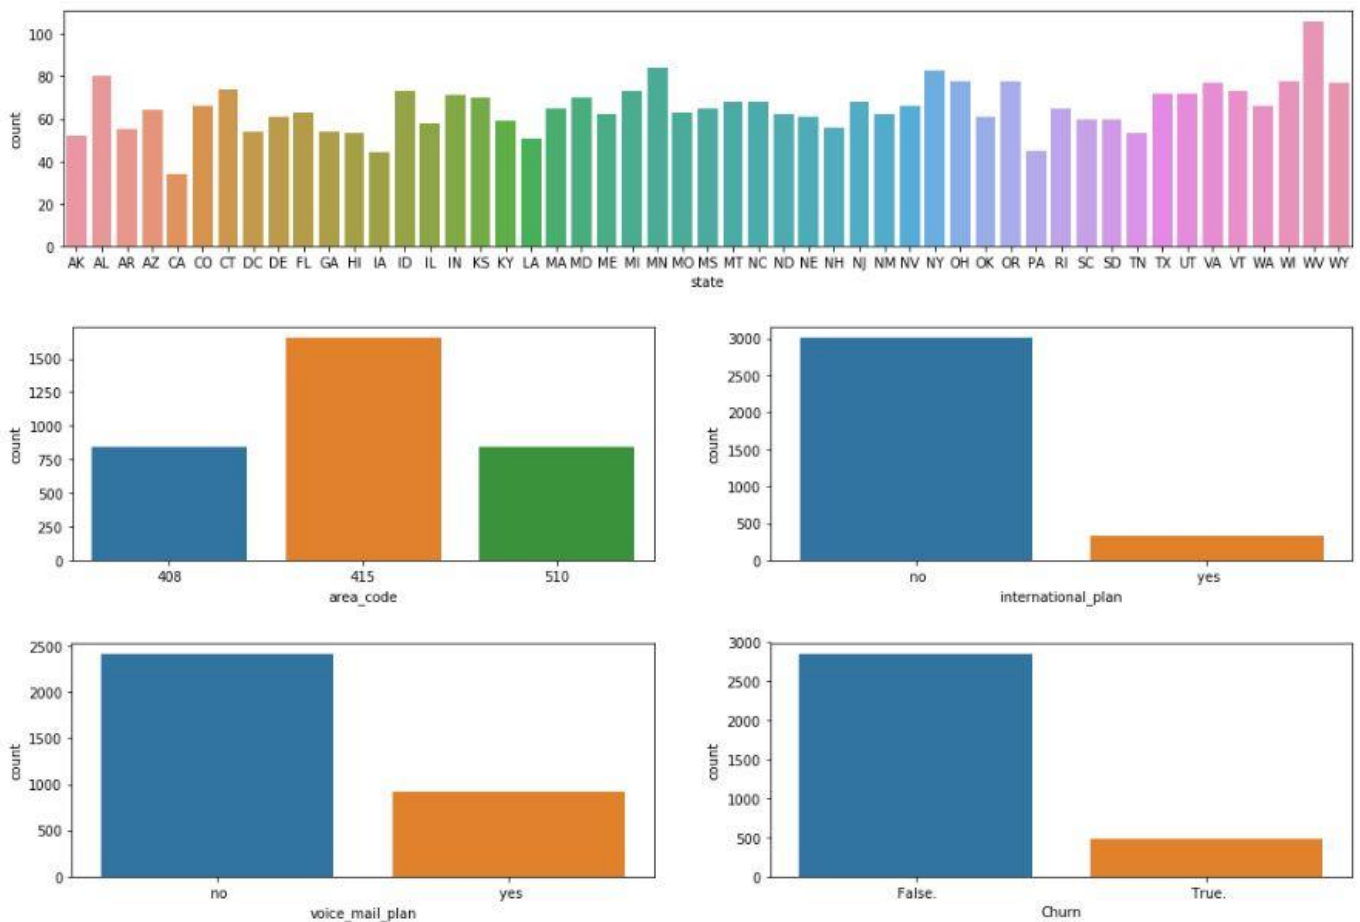 100
80
60
40
20
0
count
AK AL AR AZ CA CO CT DC DE FL GA HI IA ID IL IN KS KY LA MA MD ME MI MN MO MS MT NC ND NE NH NJ NM NV NY OH OK OR PA RI SC SD TN TX UT VA VT WA WI WV WY
state
1500
1250
1000
750
500
250
0
count
408 415 510
area_code
3000
2500
2000
1500
1000
500
0
count
no yes
international_plan
2500
2000
1500
1000
500
0
count
no yes
voice_mail_plan
3000
2500
2000
1500
1000
500
0
count
False. True.
Churn